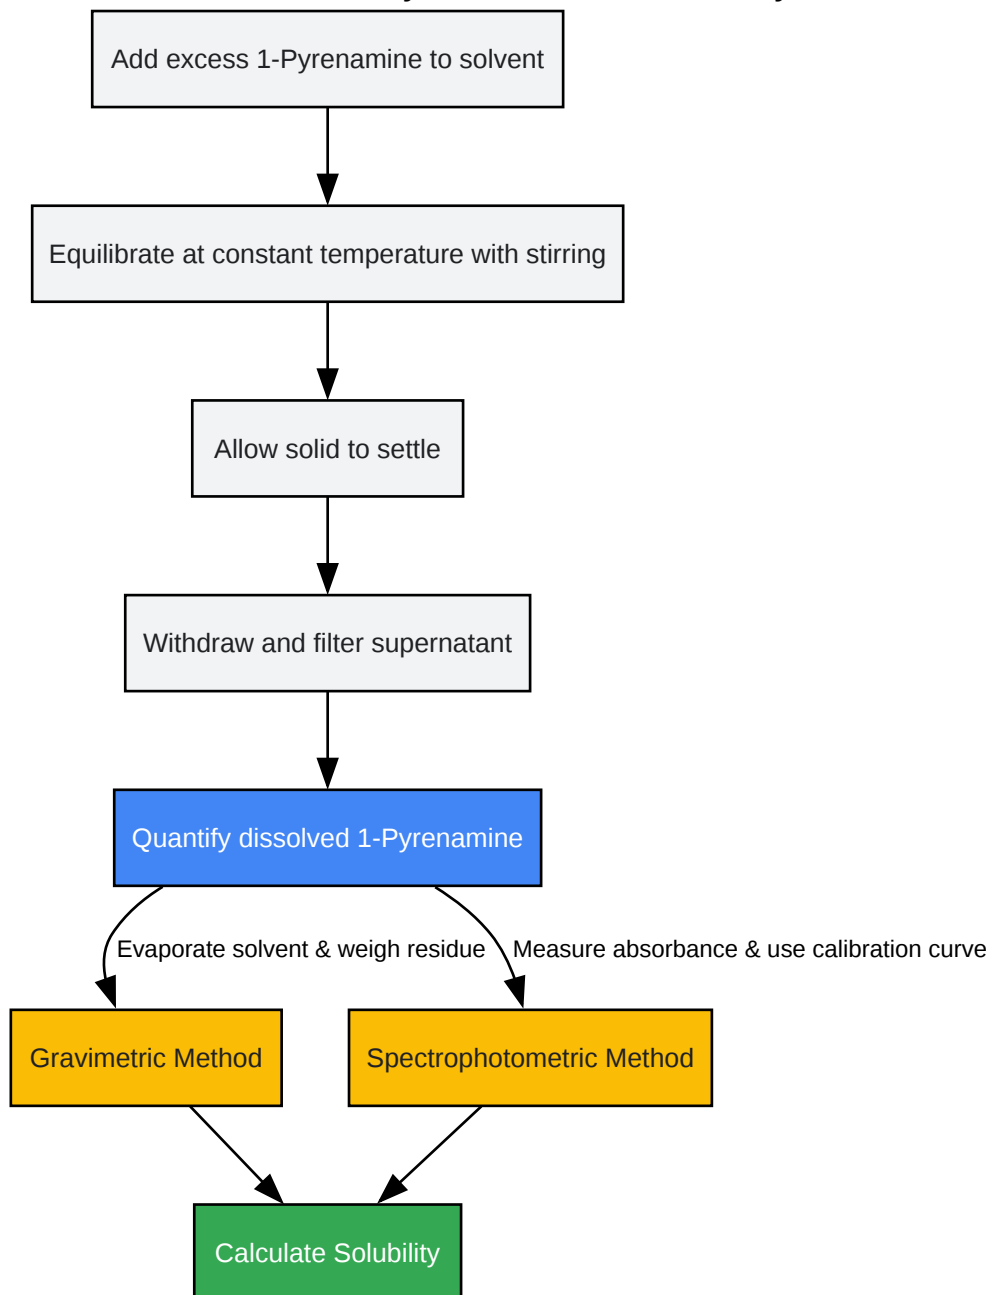 Add excess 1-Pyrenamine to solvent
Equilibrate at constant temperature with stirring
Allow solid to settle
Withdraw and filter supernatant
Quantify dissolved 1-Pyrenamine
Evaporate solvent & weigh residue
Measure absorbance & use calibration curve
Gravimetric Method
Spectrophotometric Method
Calculate Solubility